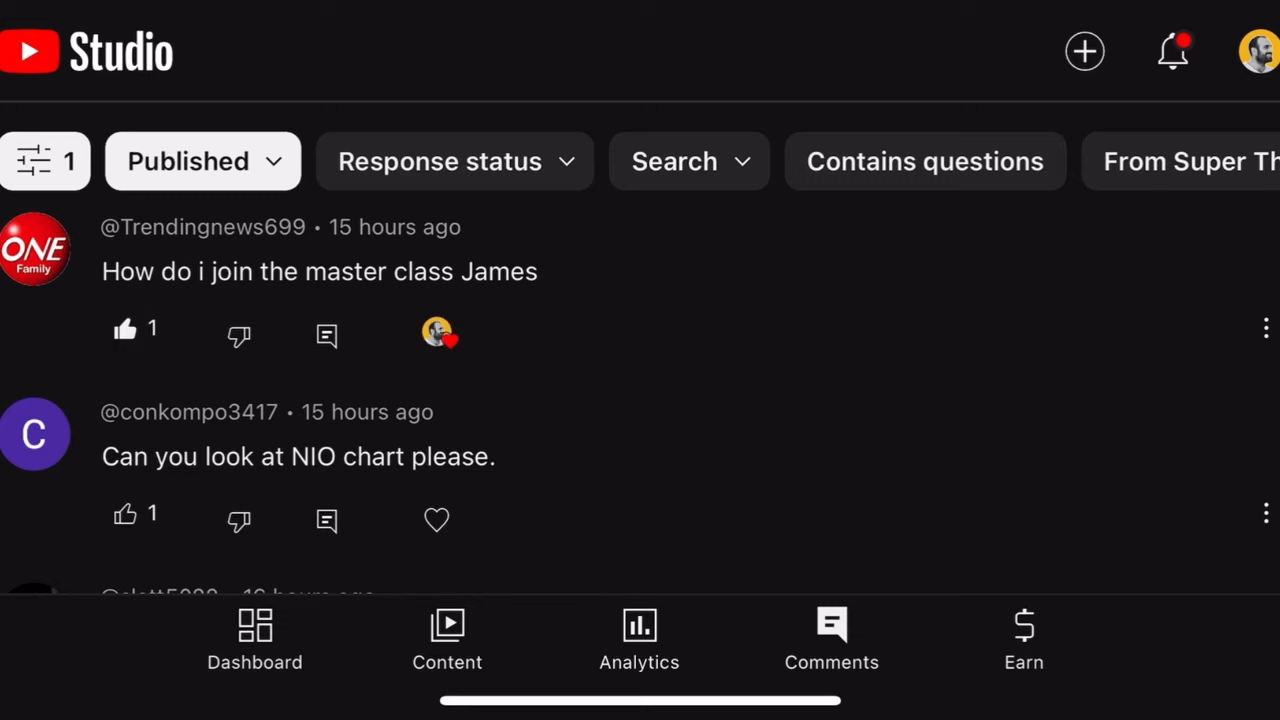 Studio
1 Published Response status Search Contains questions From Super Th
@Trendingnews699 • 15 hours ago
ONE
Family
How do i join the master class James
1
@conkompo3417 • 15 hours ago
C
Can you look at NIO chart please.
1
Dashboard Content Analytics Comments Earn